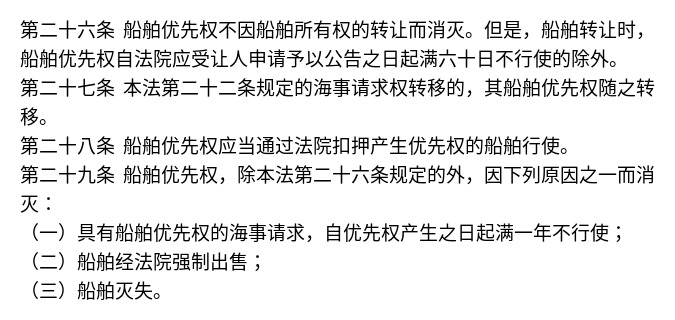 第二十六条 船舶优先权不因船舶所有权的转让而消灭。但是，船舶转让时，
船舶优先权自法院应受让人申请予以公告之日起满六十日不行使的除外。
第二十七条 本法第二十二条规定的海事请求权转移的，其船舶优先权随之转
移。
第二十八条 船舶优先权应当通过法院扣押产生优先权的船舶行使。
第二十九条 船舶优先权，除本法第二十六条规定的外，因下列原因之一而消
灭：
（一）具有船舶优先权的海事请求，自优先权产生之日起满一年不行使；
（二）船舶经法院强制出售；
（三）船舶灭失。